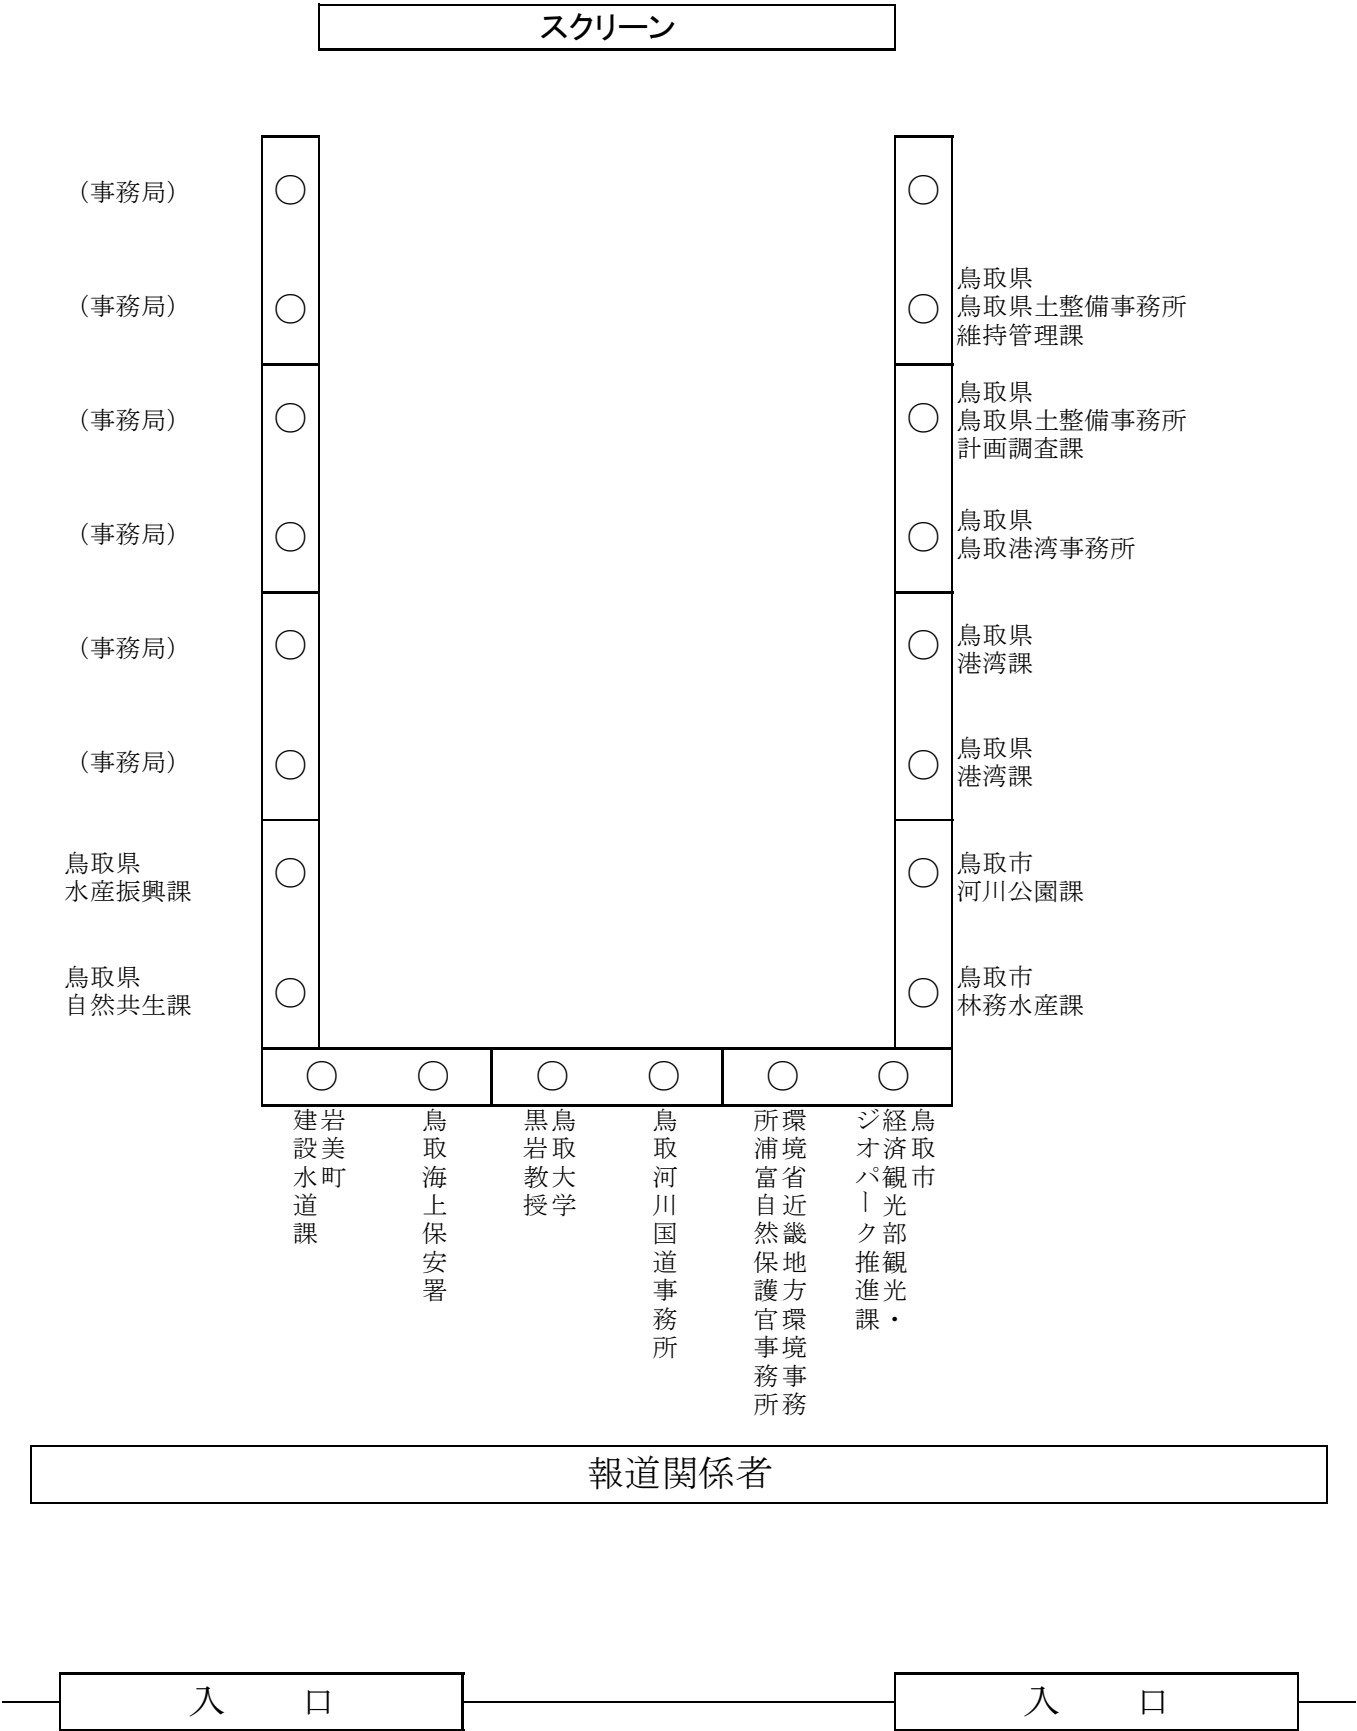 スクリーン
（事務局）
（事務局）
（事務局）
（事務局）
（事務局）
（事務局）
鳥取県
水産振興課
鳥取県
自然共生課
鳥取県
鳥取県土整備事務所
維持管理課
鳥取県
鳥取県土整備事務所
計画調査課
鳥取県
鳥取港湾事務所
鳥取県
港湾課
鳥取県
港湾課
鳥取市
河川公園課
鳥取市
林務水産課
岩美町
建設水道課
鳥取海上保安署
鳥取大学
黒岩教授
鳥取河川国道事務所
環境省近畿地方環境事務
所浦富自然保護官事務所
鳥取市
経済観光部観光・
ジオパーク推進課
報道関係者
入　口
入　口